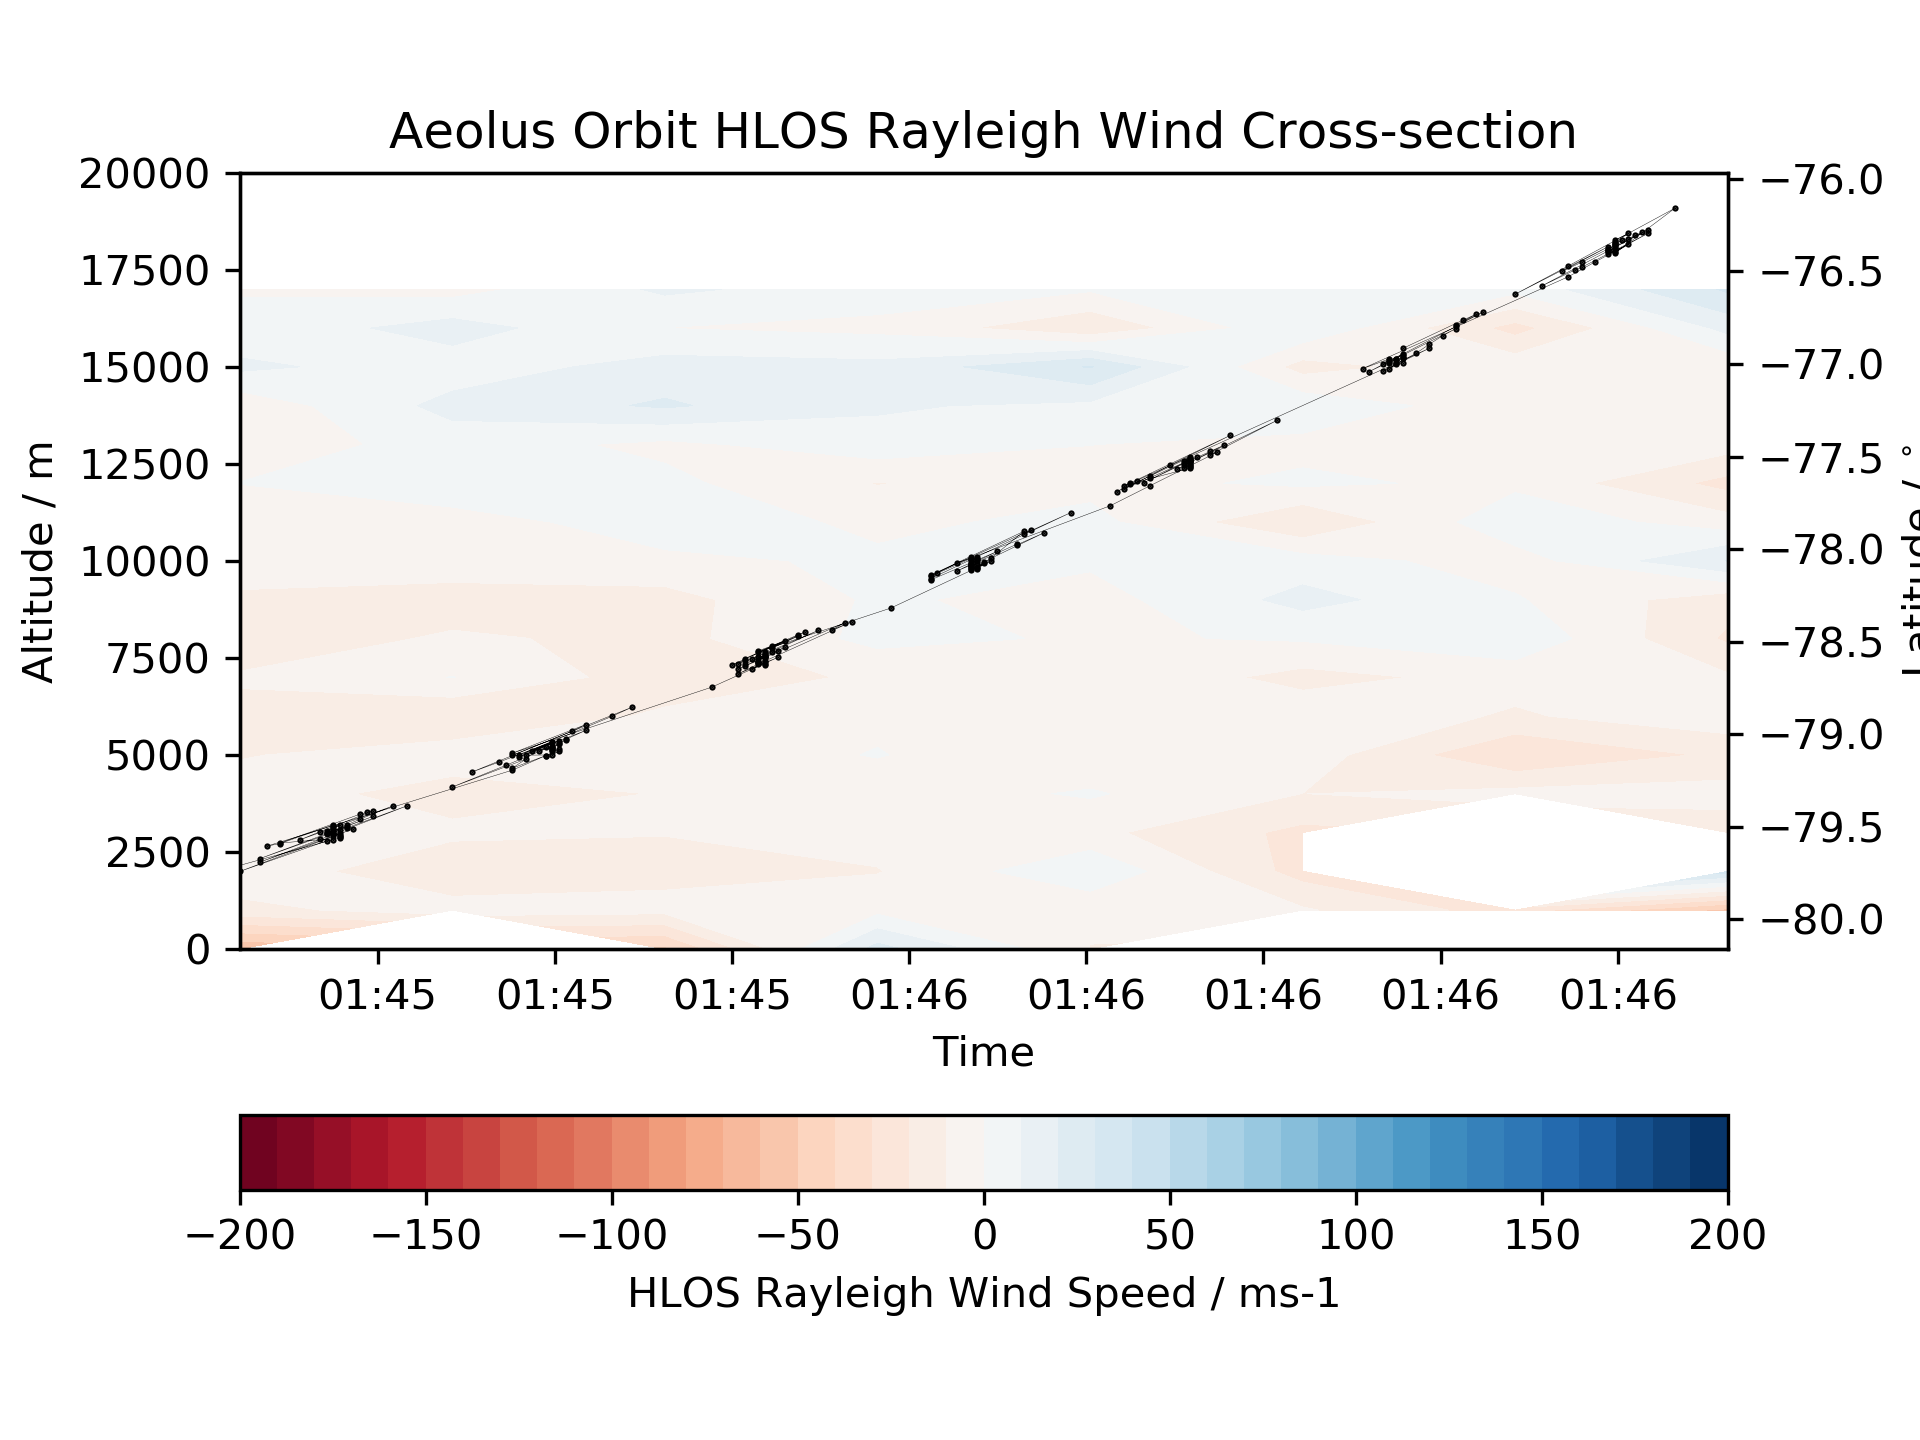 Aeolus Orbit HLOS Rayleigh Wind Cross-section
20000
17500
15000
12500
10000
7500
5000
2500
0
Altitude / m
−76.0
−76.5
−77.0
−77.5
−78.0
−78.5
−79.0
−79.5
−80.0
Latitude / °
01:45 01:45 01:45 01:46 01:46 01:46 01:46 01:46
Time
−200 −150 −100 −50 0 50 100 150 200
HLOS Rayleigh Wind Speed / ms-1